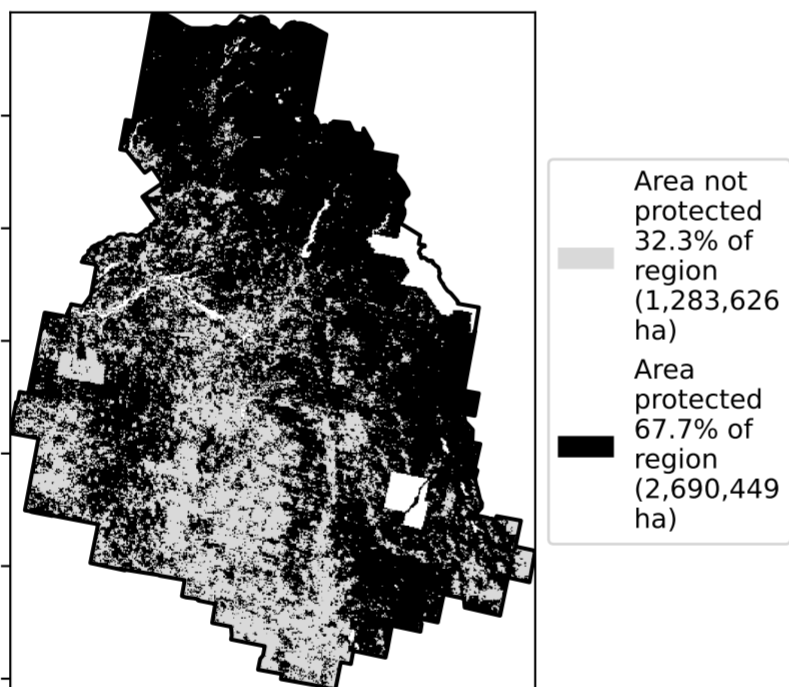 Area not
protected
32.3% of
region
(1,283,626
ha)
Area
protected
67.7% of
region
(2,690,449
ha)